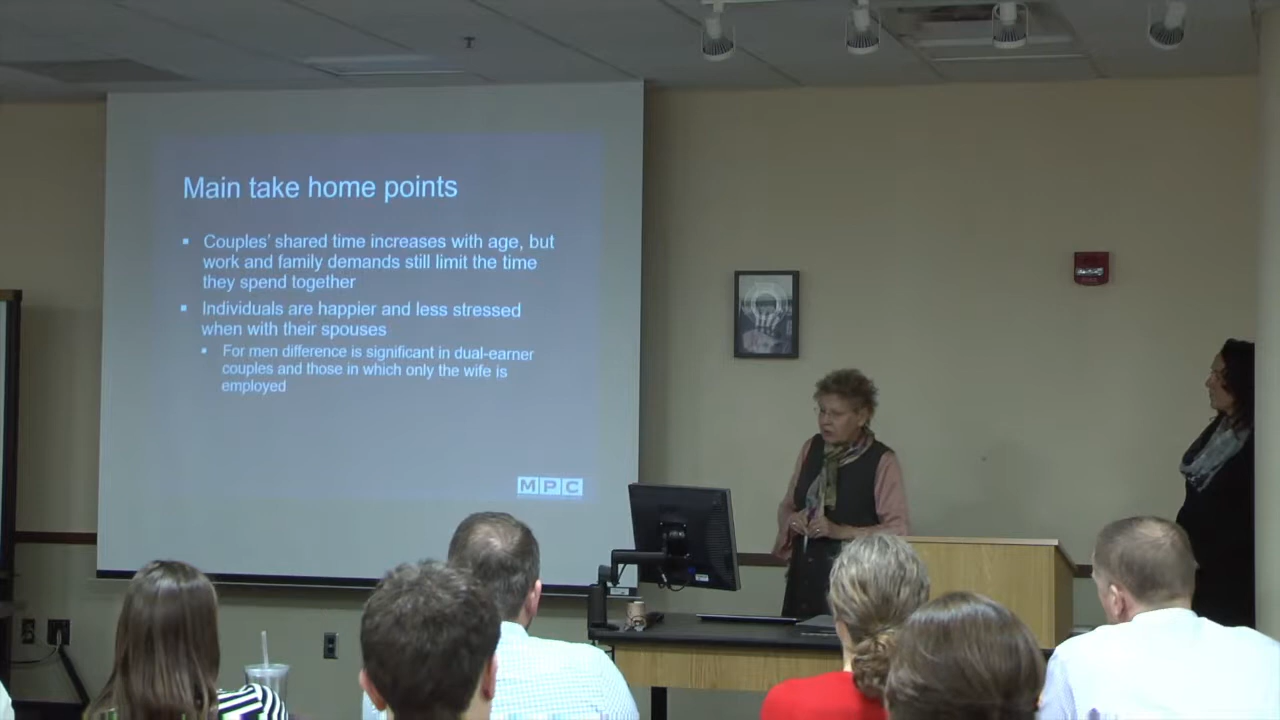 Main take home points
▪ Couples' shared time increases with age, but
work and family demands still limit the time
they spend together
▪ Individuals are happier and less stressed
when with their spouses
▪ For men difference is significant in dual-earner
couples and those in which only the wife is
employed
MPC